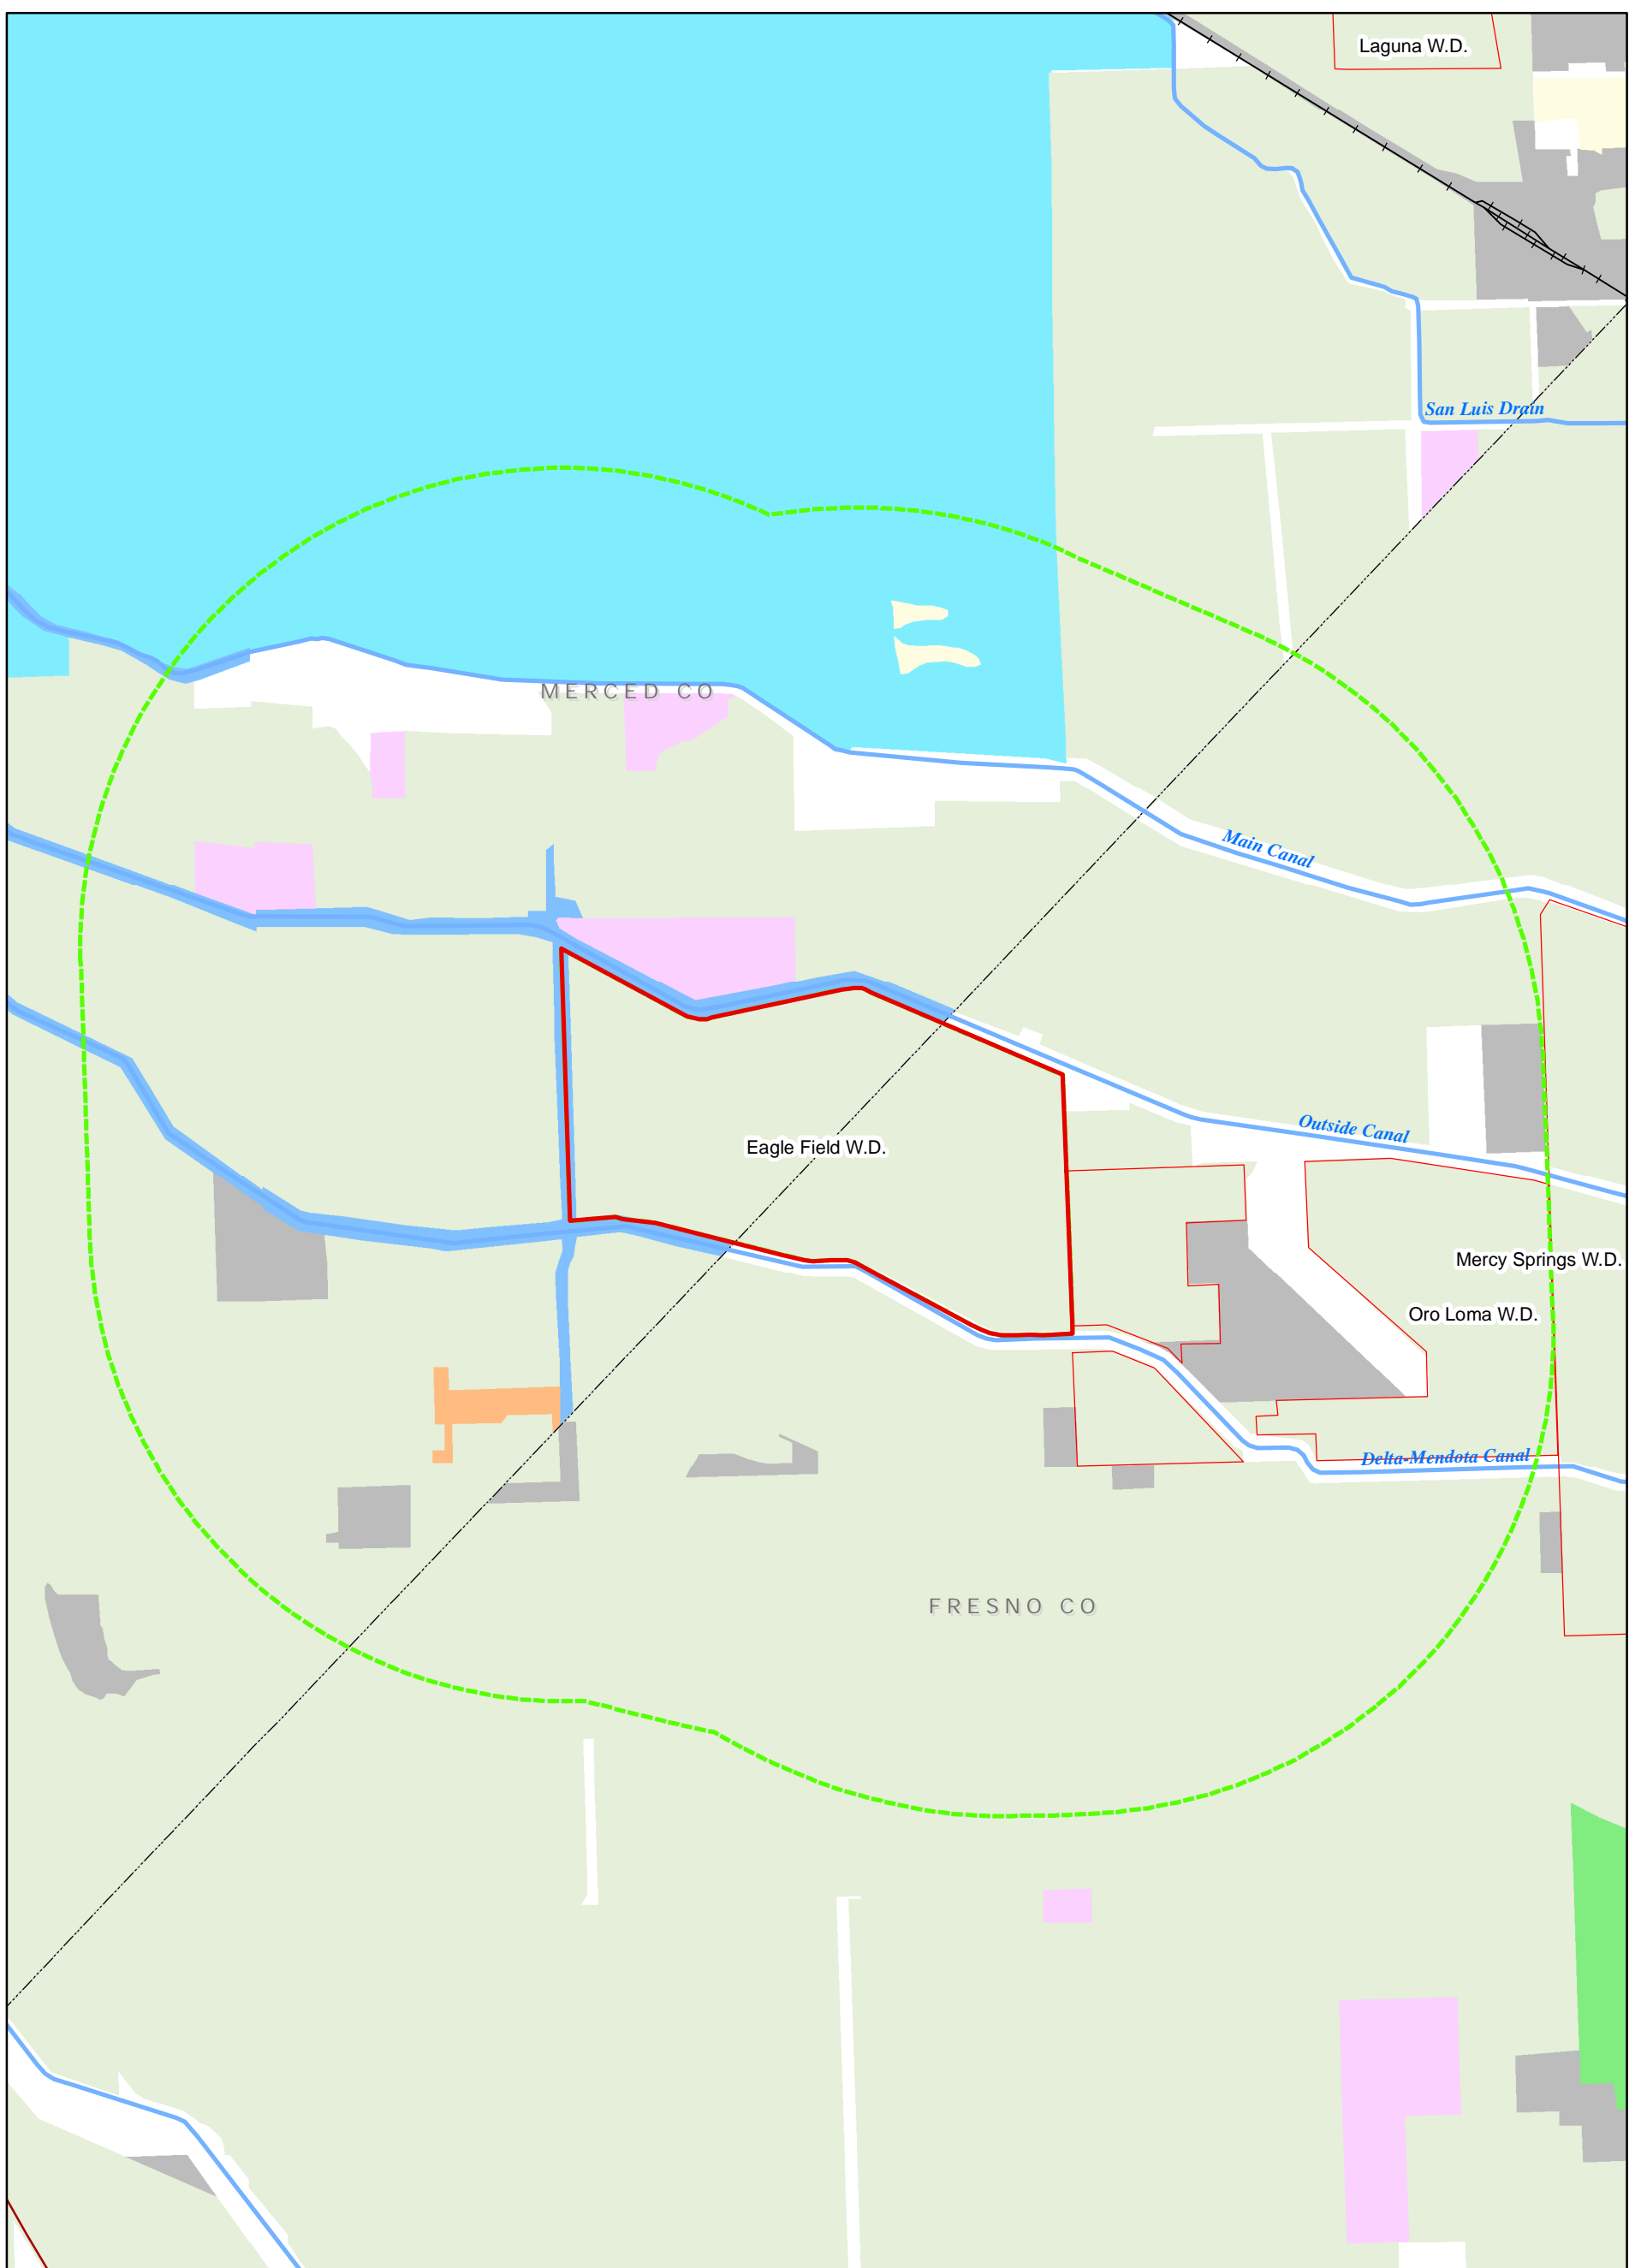 Laguna W.D.
San Luis Drain
MERCED CO
Main Canal
Outside Canal
Eagle Field W.D.
Mercy Springs W.D.
Oro Loma W.D.
Delta-Mendota Canal
FRESNO CO